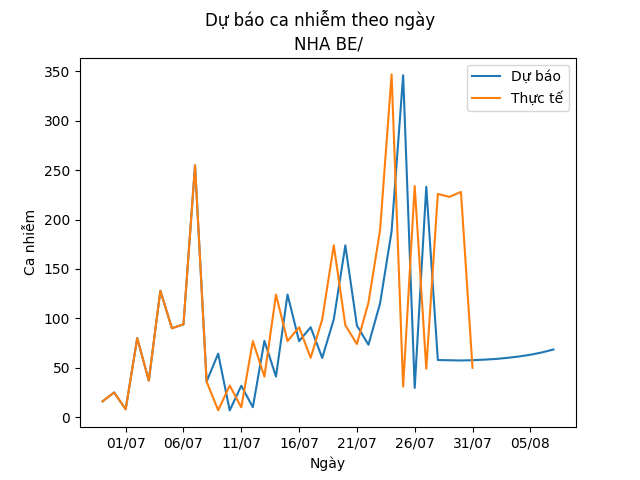 Dự báo ca nhiễm theo ngày
NHA BE/
Dự báo
Thực tế
Ca nhiễm
350
300
250
200
150
100
50
0
01/07 06/07 11/07 16/07 21/07 26/07 31/07 05/08
Ngày